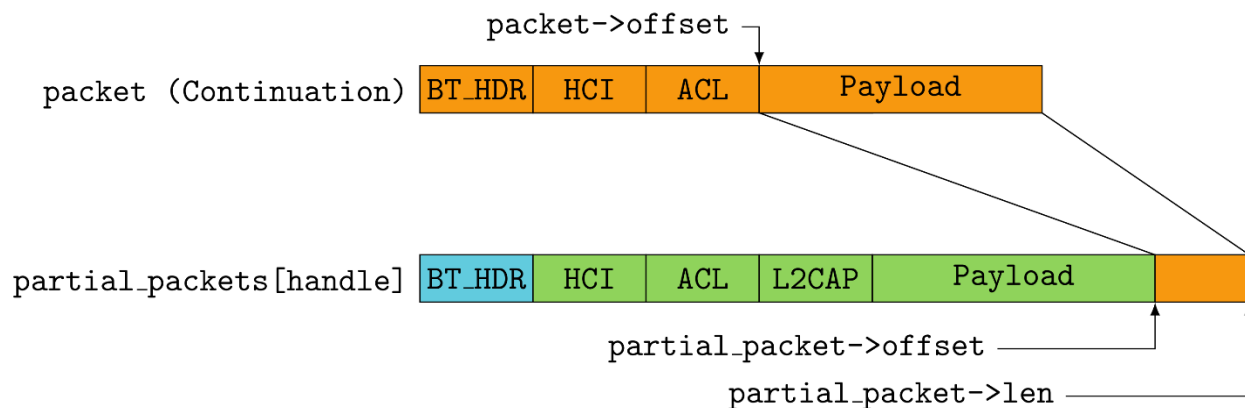 packet->offset
packet (Continuation) BT_HDR HCI ACL Payload
partial_packets[handle] BT_HDR HCI ACL L2CAP Payload
partial_packet->offset
partial_packet->len